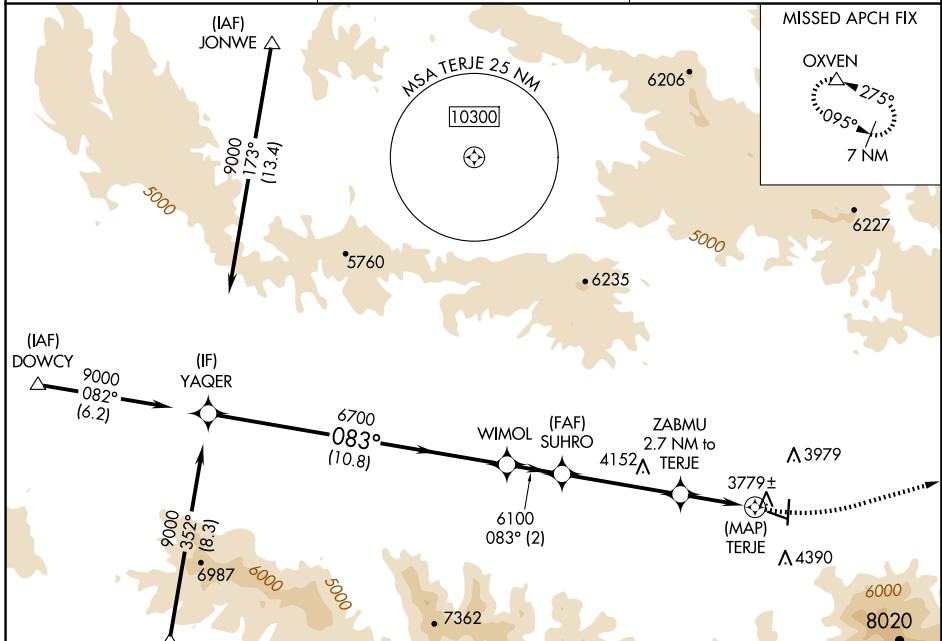 (IAF)
JONWE
9000
173°
(13.4)
MSA TERJE 25 NM
10300
6206
MISSED APCH FIX
OXVEN
275°
095°
7 NM
5000
5760
6235
5000
6227
(IAF)
DOWCY
9000
082°
(6.2)
(IF)
YAQER
6700
083°
(10.8)
WIMOL
(FAF)
SUHRO
6100
083° (2)
4152
ZABMU
2.7 NM to
TERJE
3979
3779±
(MAP)
TERJE
4390
9000
352°
(8.3)
6987
6000
5000
7362
6000
8020